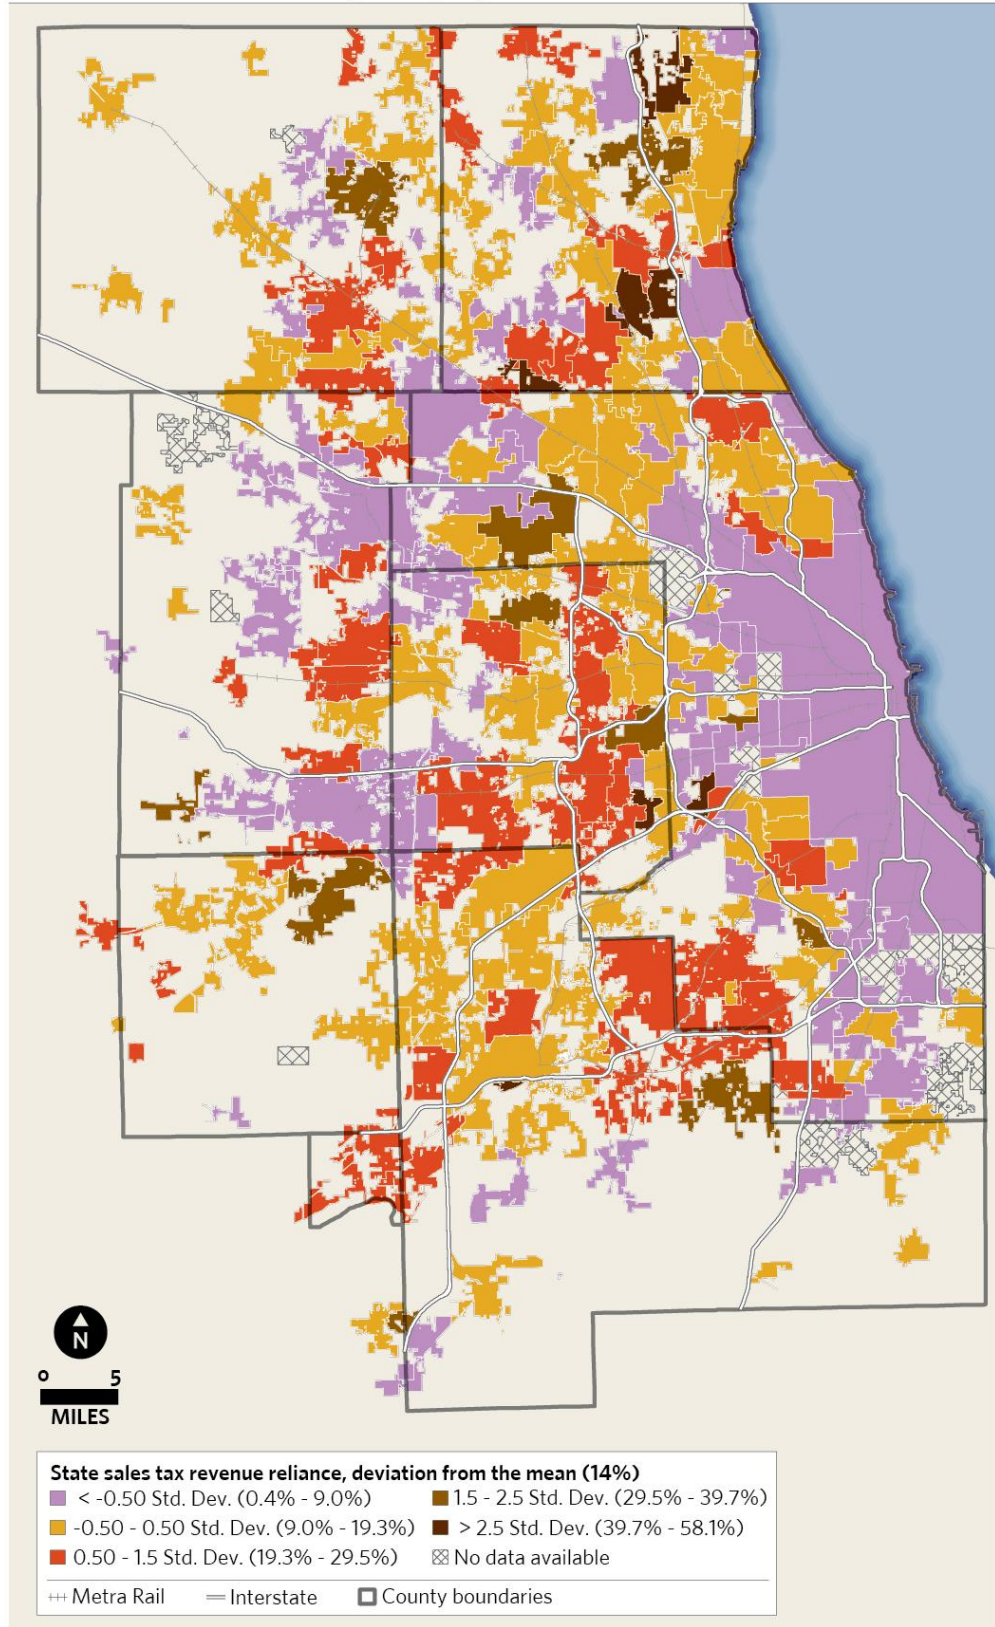 N
0 5
MILES
State sales tax revenue reliance, deviation from the mean (14%)
< -0.50 Std. Dev. (0.4% - 9.0%)
1.5 - 2.5 Std. Dev. (29.5% - 39.7%)
-0.50 - 0.50 Std. Dev. (9.0% - 19.3%)
> 2.5 Std. Dev. (39.7% - 58.1%)
0.50 - 1.5 Std. Dev. (19.3% - 29.5%)
No data available
Metra Rail
Interstate
County boundaries